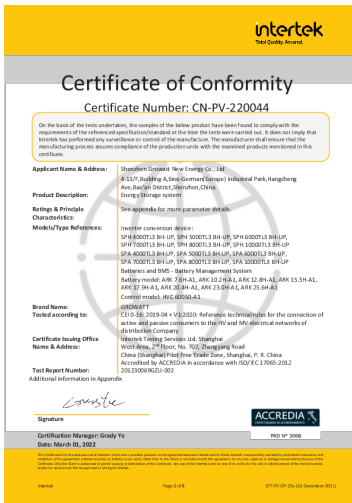 intertek
Total Quality. Assured.
Certificate of Conformity
Certificate Number: CN-PV-220044
On the basis of the tests undertaken, the samples of the below product have been found to comply with the
requirements of the referenced specification/standard at the time the tests were carried out. It does not imply that
Intertek has performed any surveillance or control of the manufacture. The manufacturer shall ensure that the
manufacturing process assures compliance of the production units with the examined products mentioned in this
certificate.
Applicant Name & Address: Shenzhen Growatt New Energy Co., Ltd
4-13/F,Building A,Sino-German(Europe) Industrial Park,Hangcheng
Ave,Bao'an District,Shenzhen,China
Product Description: Energy Storage system
Ratings & Principle Characteristics: See appendix for more parameter details.
Models/Type References: Inverter conversion device:
SPH 4000TL3 BH-UP, SPH 5000TL3 BH-UP, SPH 6000TL3 BH-UP,
SPH 7000TL3 BH-UP, SPH 8000TL3 BH-UP, SPH 10000TL3 BH-UP
SPA 4000TL3 BH-UP, SPA 5000TL3 BH-UP, SPA 6000TL3 BH-UP,
SPA 7000TL3 BH-UP, SPA 8000TL3 BH-UP, SPA 10000TL3 BH-UP
Batteries and BMS - Battery Management System
Battery model: ARK 7.6H-A1, ARK 10.2H-A1, ARK 12.8H-A1, ARK 15.3H-A1,
ARK 17.9H-A1, ARK 20.4H-A1, ARK 23.0H-A1, ARK 25.6H-A1
Control model: HVC 60050-A1
Brand Name: GROWATT
Tested according to: CEI 0-16: 2019-04 + V1:2020: Reference technical rules for the connection of
active and passive consumers to the HV and MV electrical networks of
distribution Company
Certificate Issuing Office Name & Address: Intertek Testing Services Ltd. Shanghai
West Area, 2nd Floor, No. 707, Zhangyang Road
China (Shanghai) Pilot Free Trade Zone, Shanghai, P. R. China
Accredited by ACCREDIA in accordance with ISO/IEC 17065:2012
Test Report Number: 201230069GZU-002
Additional information in Appendix
Signature
Certification Manager: Grady Ye
Date: March 01, 2022
ACCREDIA
PRD N° 306B
Intertek Page 1 of 8